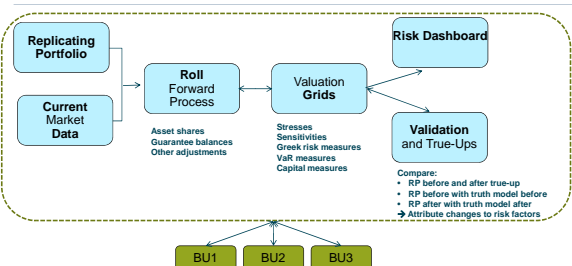 Replicating
Portfolio
Current
Market
Data
Roll
Forward
Process
Asset shares
Guarantee balances
Other adjustments
Valuation
Grids
Stresses
Sensitivities
Greek risk measures
VaR measures
Capital measures
Risk Dashboard
Validation
and True-Ups
Compare:
• RP before and after true-up
• RP before with truth model before
• RP after with truth model after
➔ Attribute changes to risk factors
BU1
BU2
BU3